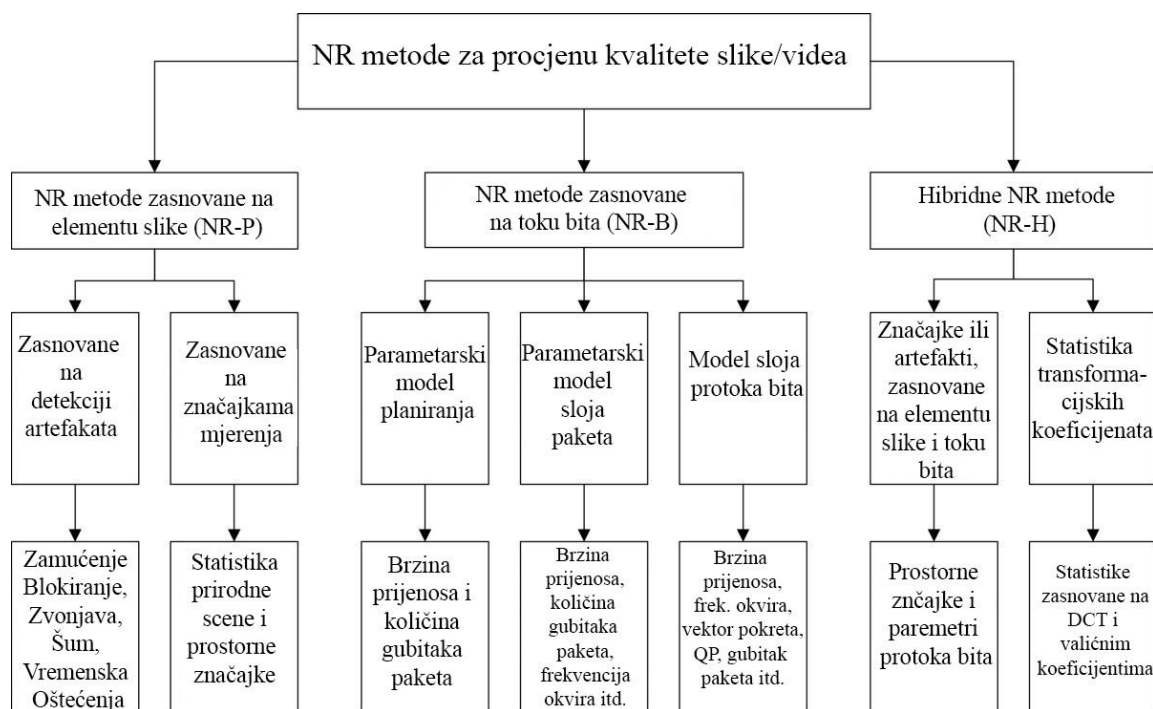 NR metode za procjenu kvalitete slike/videa
NR metode zasnovane na
elementu slike (NR-P)
NR metode zasnovane
na toku bita (NR-B)
Hibridne NR metode
(NR-H)
Zasnovane
na
detekciji
artefakata
Zasnovane
na
značajkama
mjerenja
Parametarski
model
planiranja
Parametarski
model
sloja
paketa
Model sloja
protoka bita
Značajke ili
artefakti,
zasnovane
na elementu
slike i toku
bita
Statistika
transforma-
cijskih
koeficijenata
Zamućenje
Blokiranje,
Zvonjava,
Šum,
Vremenska
Oštećenja
Statistika
prirodne
scene i
prostorne
značajke
Brzina
prijenosa i
količina
gubitaka
paketa
Brzina
prijenosa,
količina
gubitaka
paketa,
frekvencija
okvira itd.
Brzina
prijenosa,
frek. okvira,
vektor pokreta,
QP, gubitak
paketa itd.
Prostorne
znčajke i
paremetri
protoka bita
Statistike
zasnovane na
DCT i
valićnim
koeficijentima